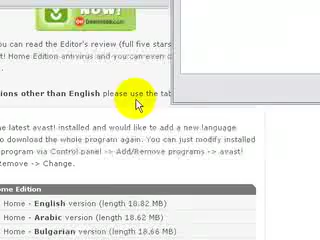 NOW!
ou can read the Editor's review (full five stars
st! Home Edition antivirus and you can even
ions other than English please use the tab
he latest avast! installed and would like to add a new language
o download the whole program again. You can just modify installed
program via Control panel -> Add/Remove programs -> avast!
Remove -> Change.
ome Edition
Home - English version (length 18.82 MB)
Home - Arabic version (length 18.62 MB)
Home - Bulgarian version (length 18.66 MB)